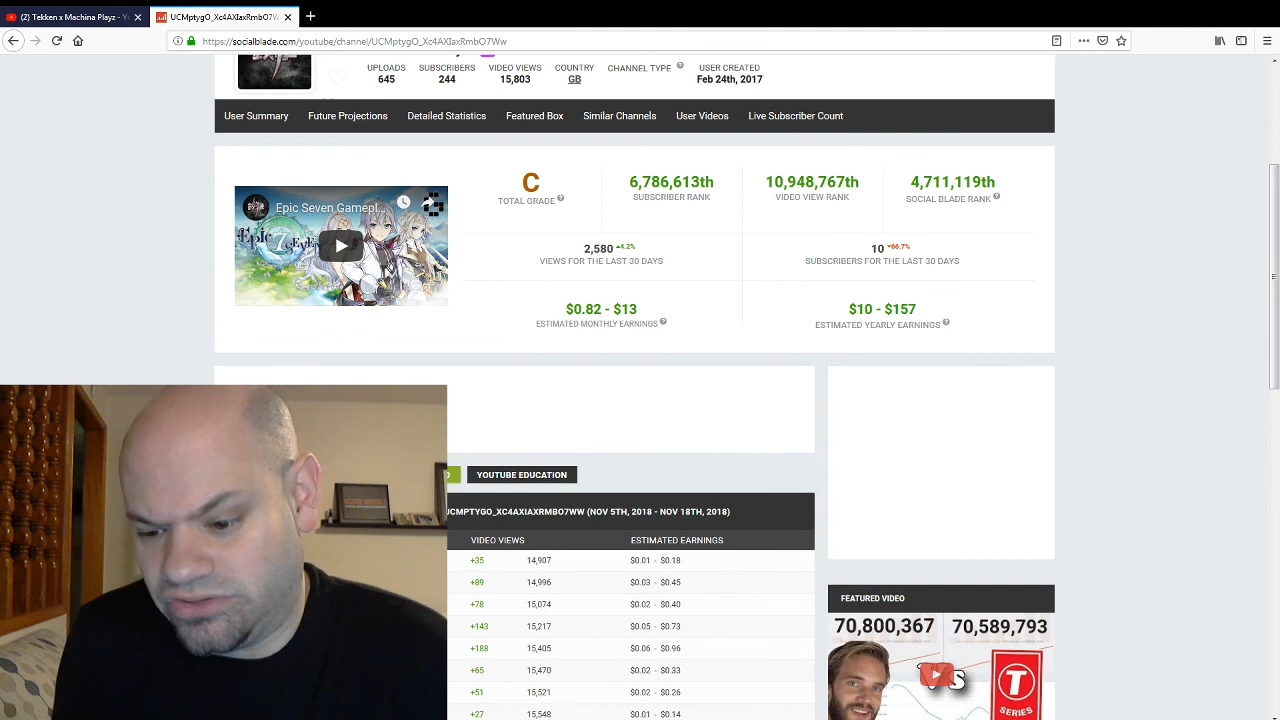 (2) Tekken x Machina Playz - Y
UCMptygO_Xc4AXIaxRmbO7W
https://socialblade.com/youtube/channel/UCMptygO_Xc4AXIaxRmbO7Ww
UPLOADS
645
SUBSCRIBERS
244
VIDEO VIEWS
15,803
COUNTRY
GB
CHANNEL TYPE
USER CREATED
Feb 24th, 2017
User Summary Future Projections Detailed Statistics Featured Box Similar Channels User Videos Live Subscriber Count
Epic Seven Gamepl...
C
TOTAL GRADE
6,786,613th
SUBSCRIBER RANK
10,948,767th
VIDEO VIEW RANK
4,711,119th
SOCIAL BLADE RANK
2,580 4.2%
VIEWS FOR THE LAST 30 DAYS
10 66.7%
SUBSCRIBERS FOR THE LAST 30 DAYS
$0.82 - $13
ESTIMATED MONTHLY EARNINGS
$10 - $157
ESTIMATED YEARLY EARNINGS
YOUTUBE EDUCATION
UCMPTYGO_XC4AXIAXRMBO7WW (NOV 5TH, 2018 - NOV 18TH, 2018)
VIDEO VIEWS ESTIMATED EARNINGS
+35 14,907 $0.01 - $0.18
+89 14,996 $0.03 - $0.45
+78 15,074 $0.02 - $0.40
+143 15,217 $0.05 - $0.73
+188 15,405 $0.06 - $0.96
+65 15,470 $0.02 - $0.33
+51 15,521 $0.02 - $0.26
+27 15,548 $0.01 - $0.14
FEATURED VIDEO
70,800,367 70,589,793
VS
T
SERIES